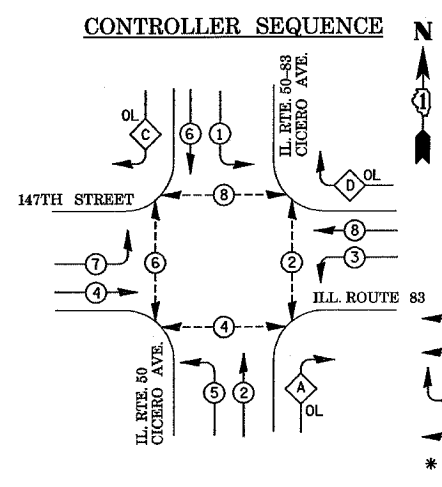 CONTROLLER SEQUENCE
N
1
IL. RTE. 50-83
CICERO AVE.
OL
C
6
1
D
OL
147TH STREET
8
8
7
6
2
3
4
ILL. ROUTE 83
4
IL. RTE. 50
CICERO AVE.
5
2
A
OL
*